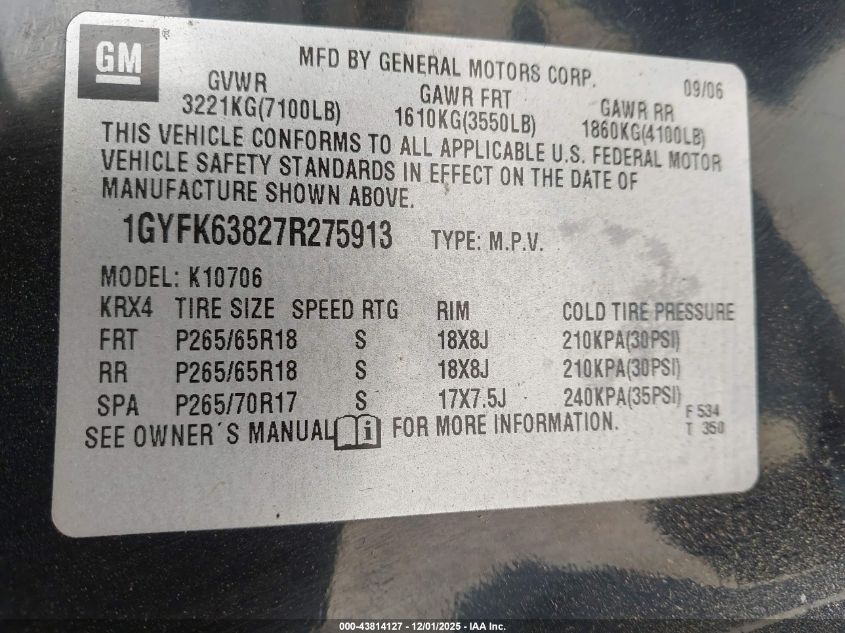 GM
MFD BY GENERAL MOTORS CORP.
09/06
GVWR
3221KG(7100LB)
GAWR FRT
1610KG(3550LB)
GAWR RR
1860KG(4100LB)
THIS VEHICLE CONFORMS TO ALL APPLICABLE U.S. FEDERAL MOTOR
VEHICLE SAFETY STANDARDS IN EFFECT ON THE DATE OF
MANUFACTURE SHOWN ABOVE.
1GYFK63827R275913 TYPE: M.P.V.
MODEL: K10706
KRX4 TIRE SIZE SPEED RTG RIM COLD TIRE PRESSURE
FRT P265/65R18 S 18X8J 210KPA(30PSI)
RR P265/65R18 S 18X8J 210KPA(30PSI)
SPA P265/70R17 S 17X7.5J 240KPA(35PSI)
SEE OWNER´S MANUAL i FOR MORE INFORMATION.
F 534
T 350
000-43814127 - 12/01/2025 - IAA Inc.